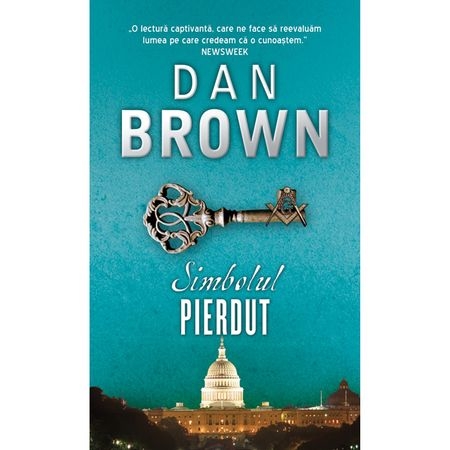 „O lectură captivantă, care ne face să reevaluăm
lumea pe care credeam că o cunoaștem.”
NEWSWEEK
DAN
BROWN
Simbolul
PIERDUT